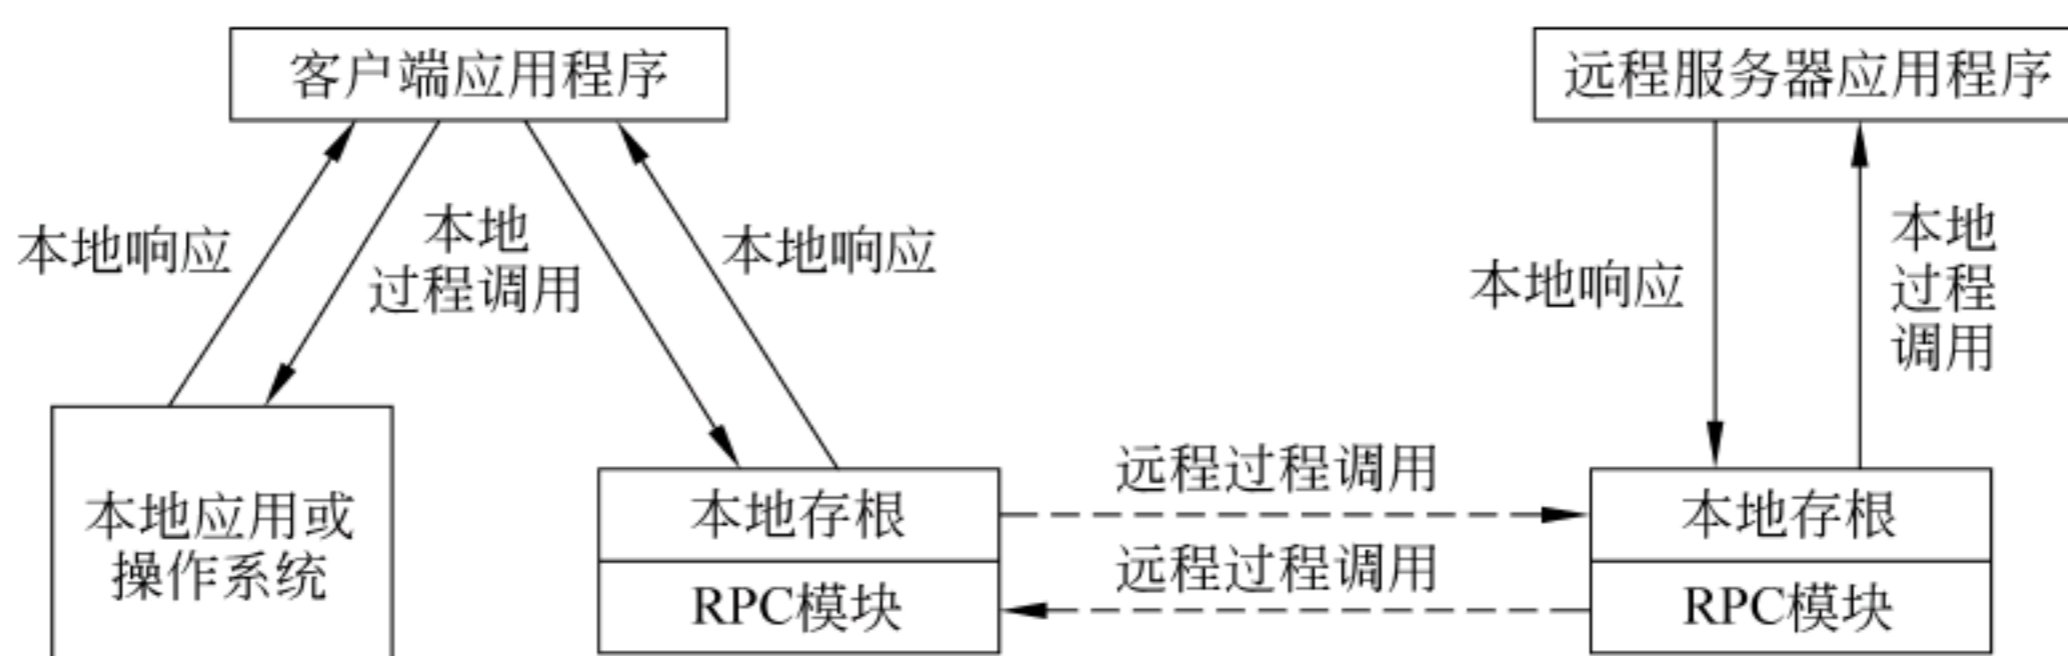 客户端应用程序
远程服务器应用程序
本地响应
本地
过程调用
本地响应
本地响应
本地
过程
调用
本地应用或
操作系统
本地存根
RPC模块
远程过程调用
远程过程调用
本地存根
RPC模块